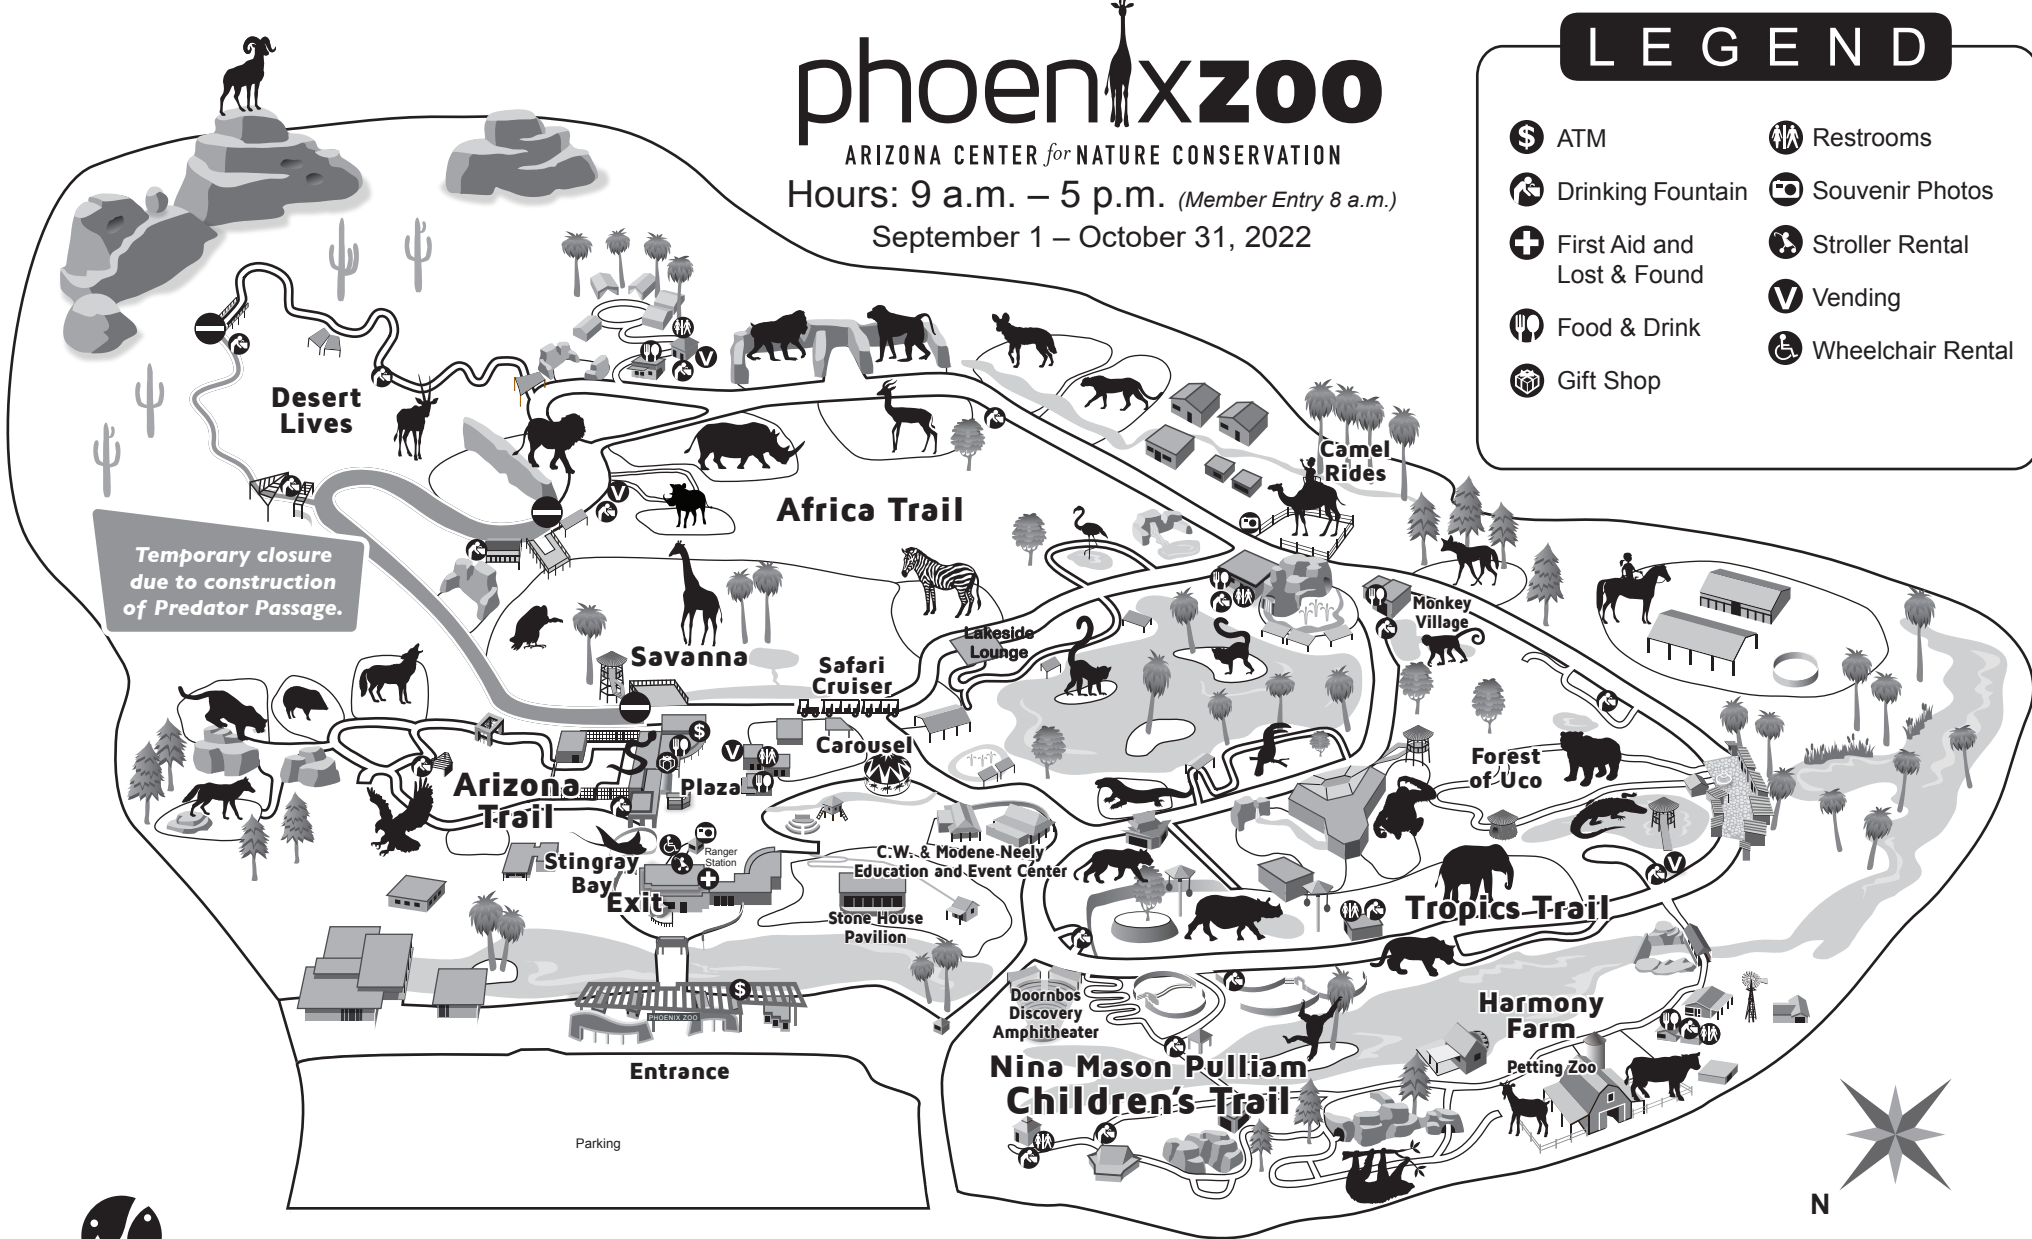 phoenixzoo
ARIZONA CENTER for NATURE CONSERVATION
Hours: 9 a.m. – 5 p.m. (Member Entry 8 a.m.)
September 1 – October 31, 2022
LEGEND
$ ATM
Drinking Fountain
First Aid and
Lost & Found
Food & Drink
Gift Shop
Restrooms
Souvenir Photos
Stroller Rental
V Vending
Wheelchair Rental
Desert
Lives
V
Camel
Rides
V
Africa Trail
Temporary closure
due to construction
of Predator Passage.
Monkey
Village
Lakeside
Lounge
Savanna
Safari
Cruiser
$
V
Carousel
Plaza
Arizona
Trail
Forest
of Uco
Stingray
Bay
Ranger
Station
Exit
C.W. & Modene Neely
Education and Event Center
Stone House
Pavilion
V
Tropics Trail
$
PHOENIX ZOO
Entrance
Parking
Doornbos
Discovery
Amphitheater
Harmony
Farm
Petting Zoo
Nina Mason Pulliam
Children's Trail
N